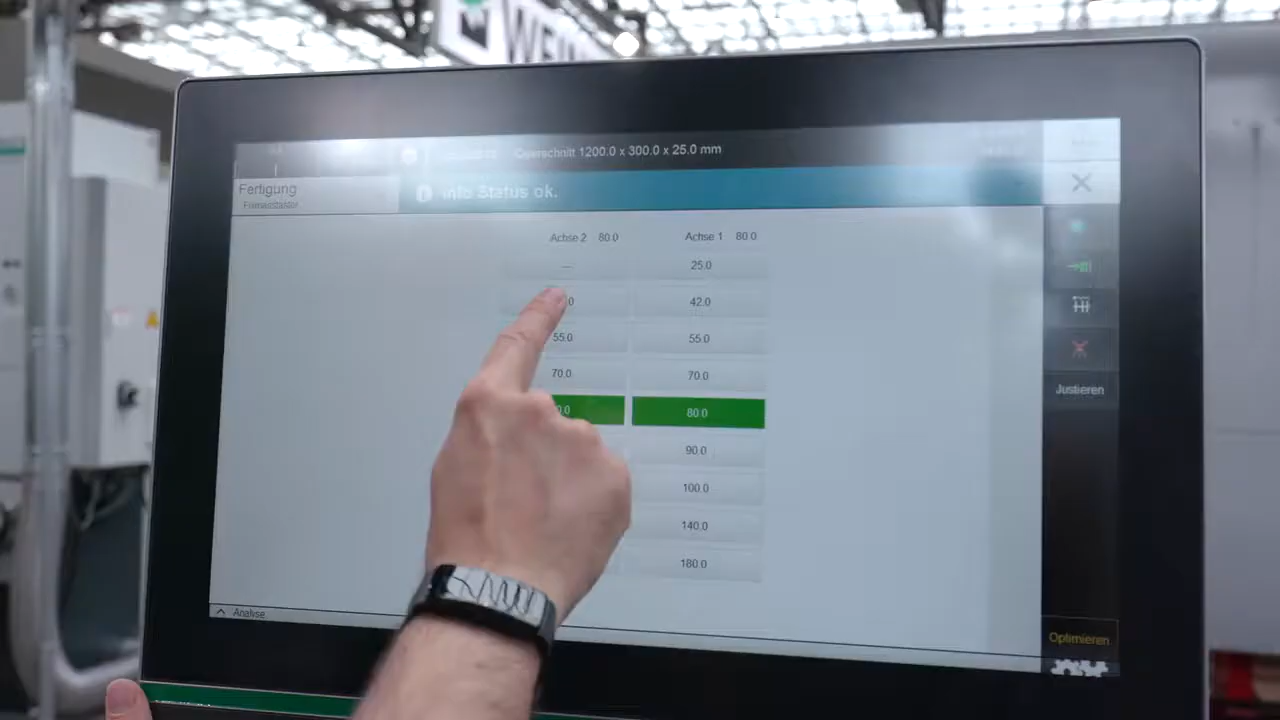 WEIN
Querschnitt 1200.0 x 300.0 x 25.0 mm
Fertigung
Info Status ok.
Achse 2 80.0 Achse 1 80.0
— 25.0
42.0
55.0 55.0
70.0 70.0
80.0
90.0
100.0
140.0
180.0
Justieren
Analyse
Optimieren